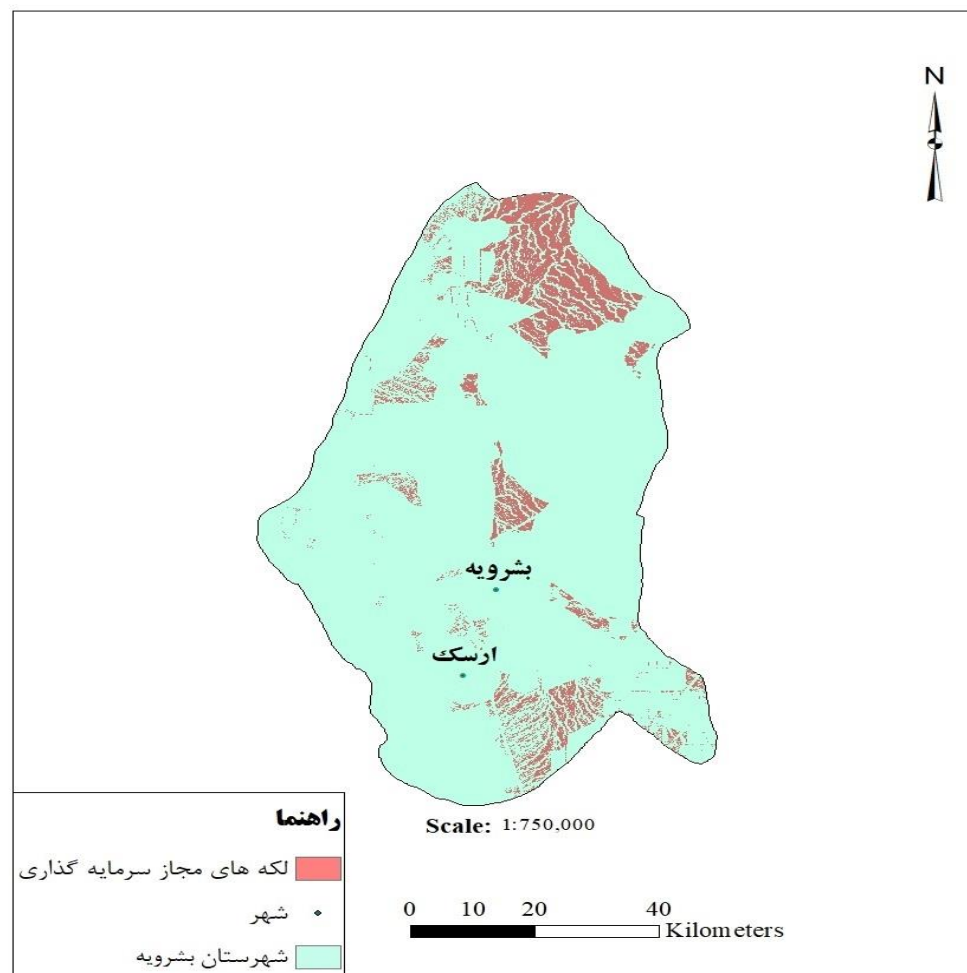 N
بشرویه
ارسک
Scale: 1:750,000
راهنما
لکه های مجاز سرمایه گذاری
شهر
شهرستان بشرویه
0 10 20 40
Kilometers